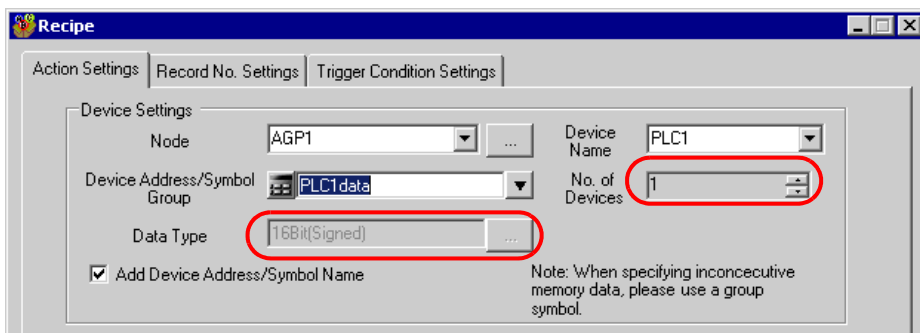 Recipe
Action Settings
Record No. Settings
Trigger Condition Settings
Device Settings
Node
AGP1
...
Device
Name
PLC1
Device Address/Symbol
Group
PLC1data
No. of
Devices
1
Data Type
16Bit(Signed)
...
Add Device Address/Symbol Name
Note: When specifying inconcecutive
memory data, please use a group
symbol.